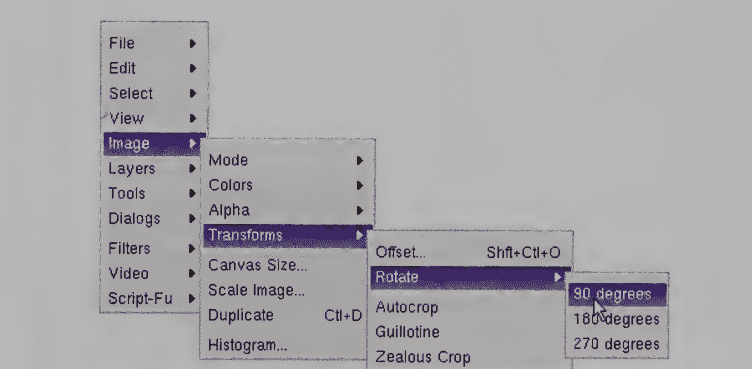 File
Edit
Select
View
Image
Layers
Tools
Dialogs
Filters
Video
Script-Fu
Mode
Colors
Alpha
Transforms
Canvas Size...
Scale Image...
Duplicate Ctl+D
Histogram...
Offset... Shft+Ctl+O
Rotate
Autocrop
Guillotine
Zealous Crop
90 degrees
180 degrees
270 degrees